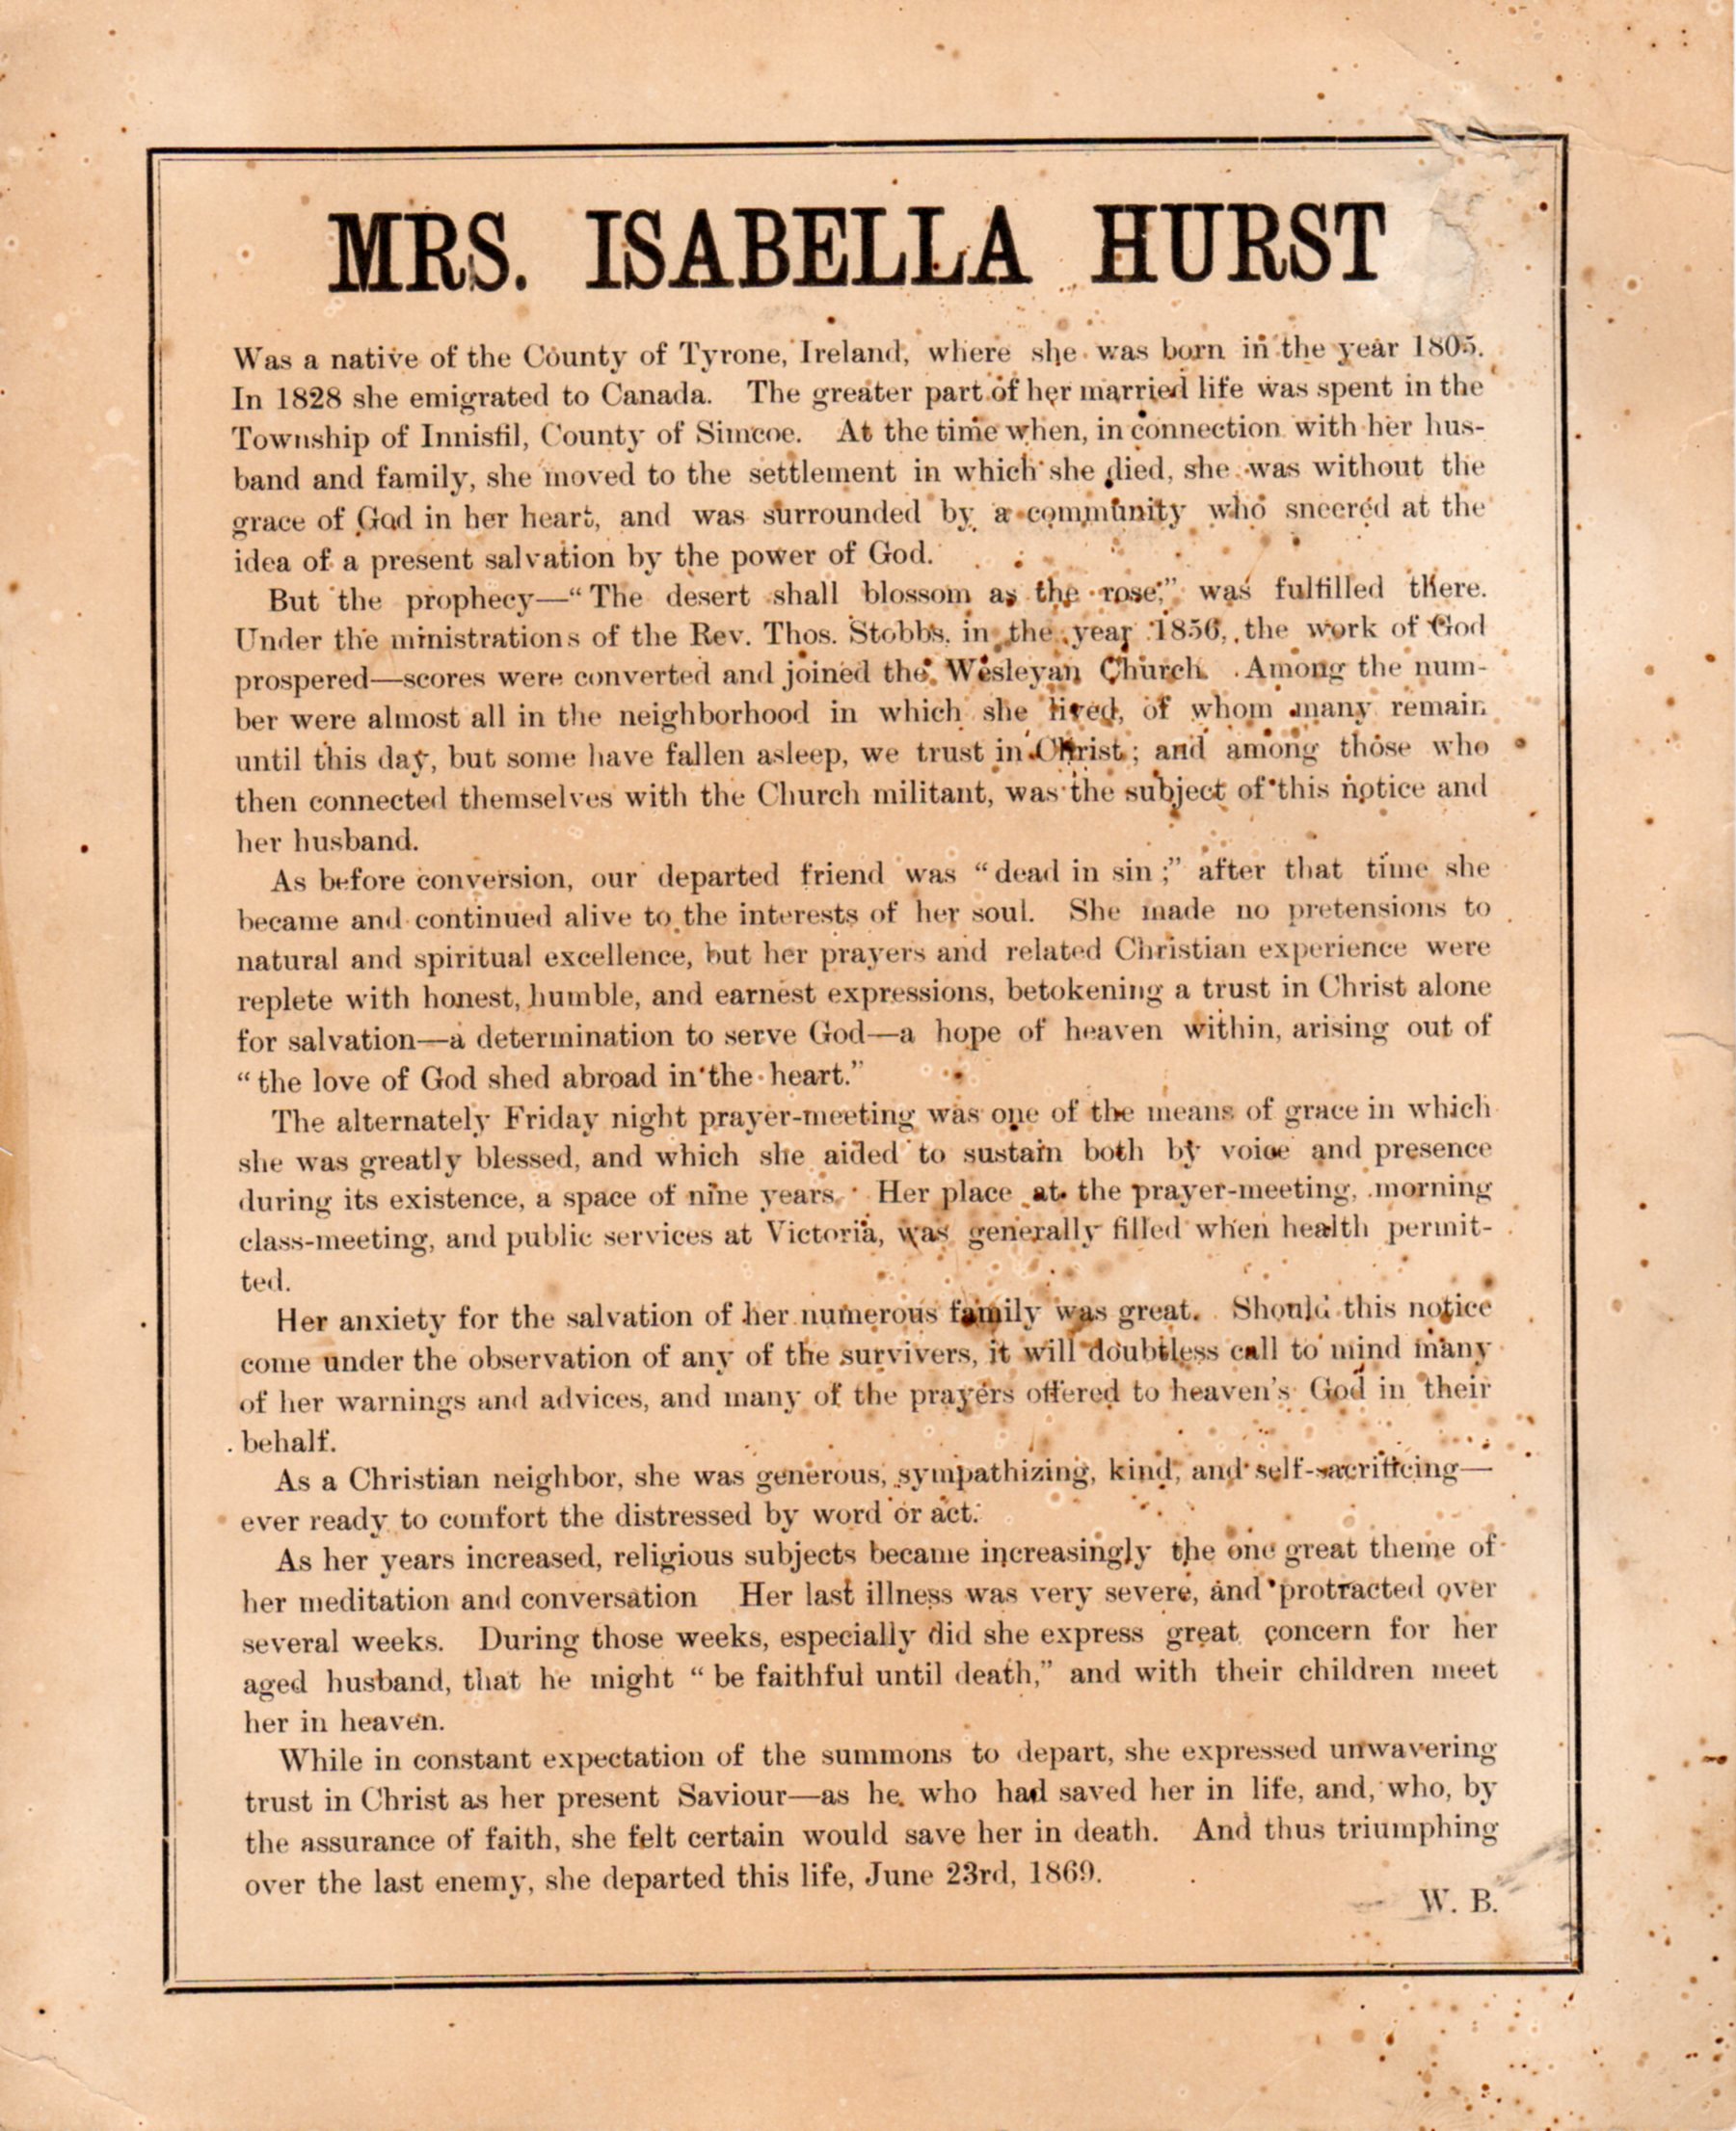 MRS. ISABELLA HURST
Was a native of the County of Tyrone, Ireland, where she was born in the year 1805.
In 1828 she emigrated to Canada. The greater part of her married life was spent in the
Township of Innisfil, County of Simcoe. At the time when, in connection with her hus-
band and family, she moved to the settlement in which she died, she was without the
grace of God in her heart, and was surrounded by a community who sneered at the
idea of a present salvation by the power of God.
But the prophecy—“The desert shall blossom as the rose,” was fulfilled there.
Under the ministrations of the Rev. Thos. Stobbs, in the year 1856, the work of God
prospered—scores were converted and joined the Wesleyan Church. Among the num-
ber were almost all in the neighborhood in which she lived, of whom many remain
until this day, but some have fallen asleep, we trust in Christ; and among those who
then connected themselves with the Church militant, was the subject of this notice and
her husband.
As before conversion, our departed friend was “dead in sin;” after that time she
became and continued alive to the interests of her soul. She made no pretensions to
natural and spiritual excellence, but her prayers and related Christian experience were
replete with honest, humble, and earnest expressions, betokening a trust in Christ alone
for salvation—a determination to serve God—a hope of heaven within, arising out of
“the love of God shed abroad in the heart.”
The alternately Friday night prayer-meeting was one of the means of grace in which
she was greatly blessed, and which she aided to sustain both by voice and presence
during its existence, a space of nine years. Her place at the prayer-meeting, morning
class-meeting, and public services at Victoria, was generally filled when health permit-
ted.
Her anxiety for the salvation of her numerous family was great. Should this notice
come under the observation of any of the survivers, it will doubtless call to mind many
of her warnings and advices, and many of the prayers offered to heaven's God in their
behalf.
As a Christian neighbor, she was generous, sympathizing, kind, and self-sacrificing—
ever ready to comfort the distressed by word or act.
As her years increased, religious subjects became increasingly the one great theme of
her meditation and conversation Her last illness was very severe, and protracted over
several weeks. During those weeks, especially did she express great concern for her
aged husband, that he might “be faithful until death,” and with their children meet
her in heaven.
While in constant expectation of the summons to depart, she expressed unwavering
trust in Christ as her present Saviour—as he who had saved her in life, and, who, by
the assurance of faith, she felt certain would save her in death. And thus triumphing
over the last enemy, she departed this life, June 23rd, 1869.
W. B.